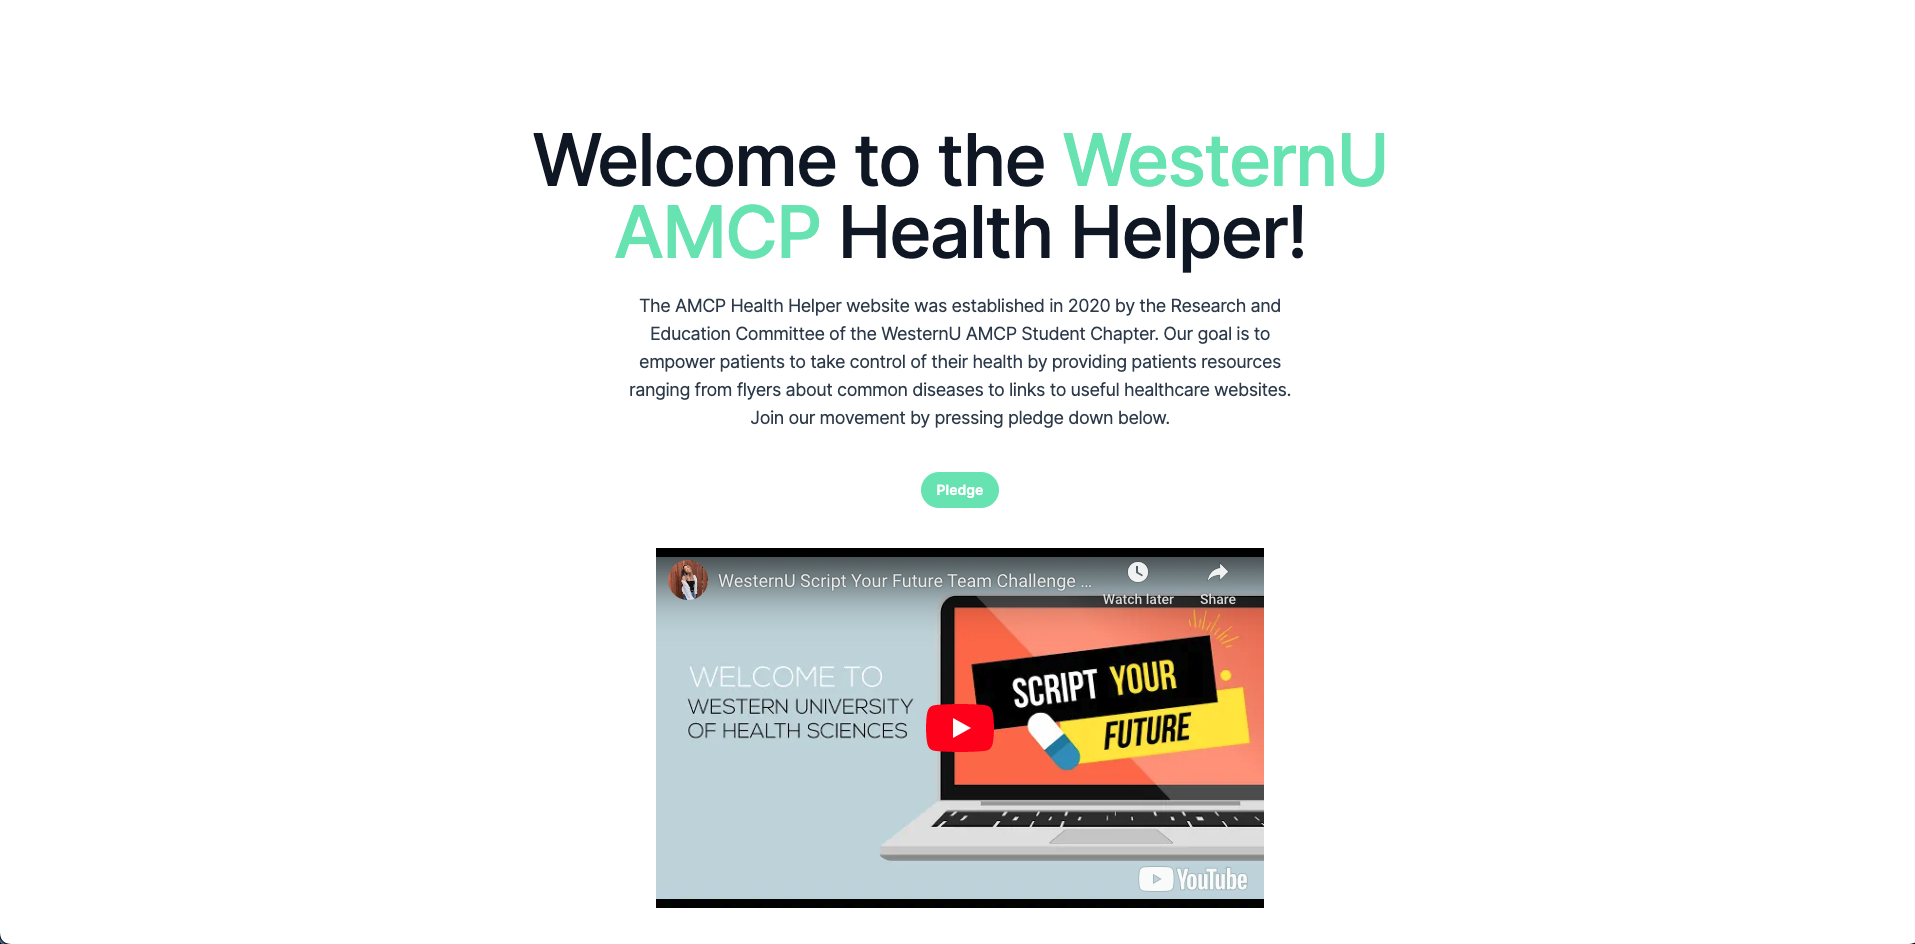 Welcome to the WesternU
AMCP Health Helper!
The AMCP Health Helper website was established in 2020 by the Research and
Education Committee of the WesternU AMCP Student Chapter. Our goal is to
empower patients to take control of their health by providing patients resources
ranging from flyers about common diseases to links to useful healthcare websites.
Join our movement by pressing pledge down below.
Pledge
WesternU Script Your Future Team Challenge ...
Watch later
Share
WELCOME TO
WESTERN UNIVERSITY
OF HEALTH SCIENCES
SCRIPT YOUR
FUTURE
YouTube